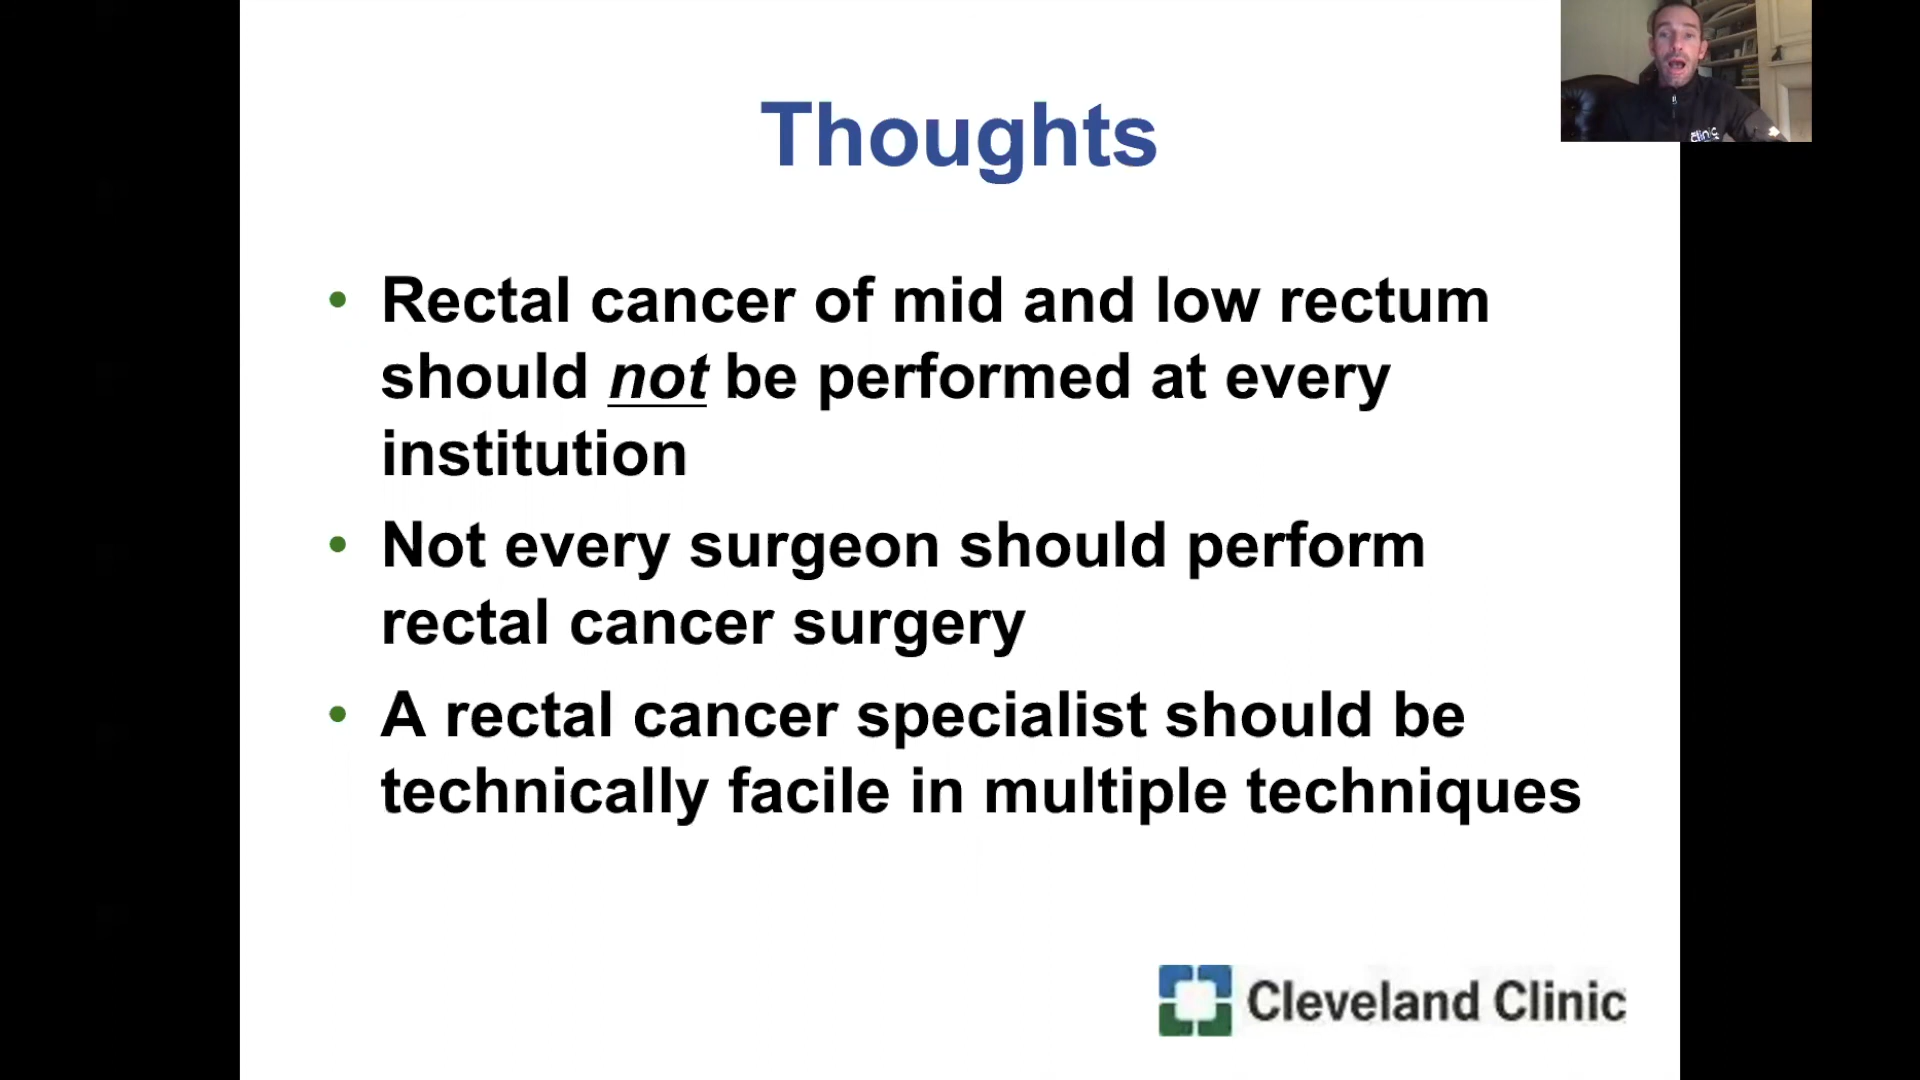 Thoughts
• Rectal cancer of mid and low rectum
should not be performed at every
institution
• Not every surgeon should perform
rectal cancer surgery
• A rectal cancer specialist should be
technically facile in multiple techniques
Cleveland Clinic